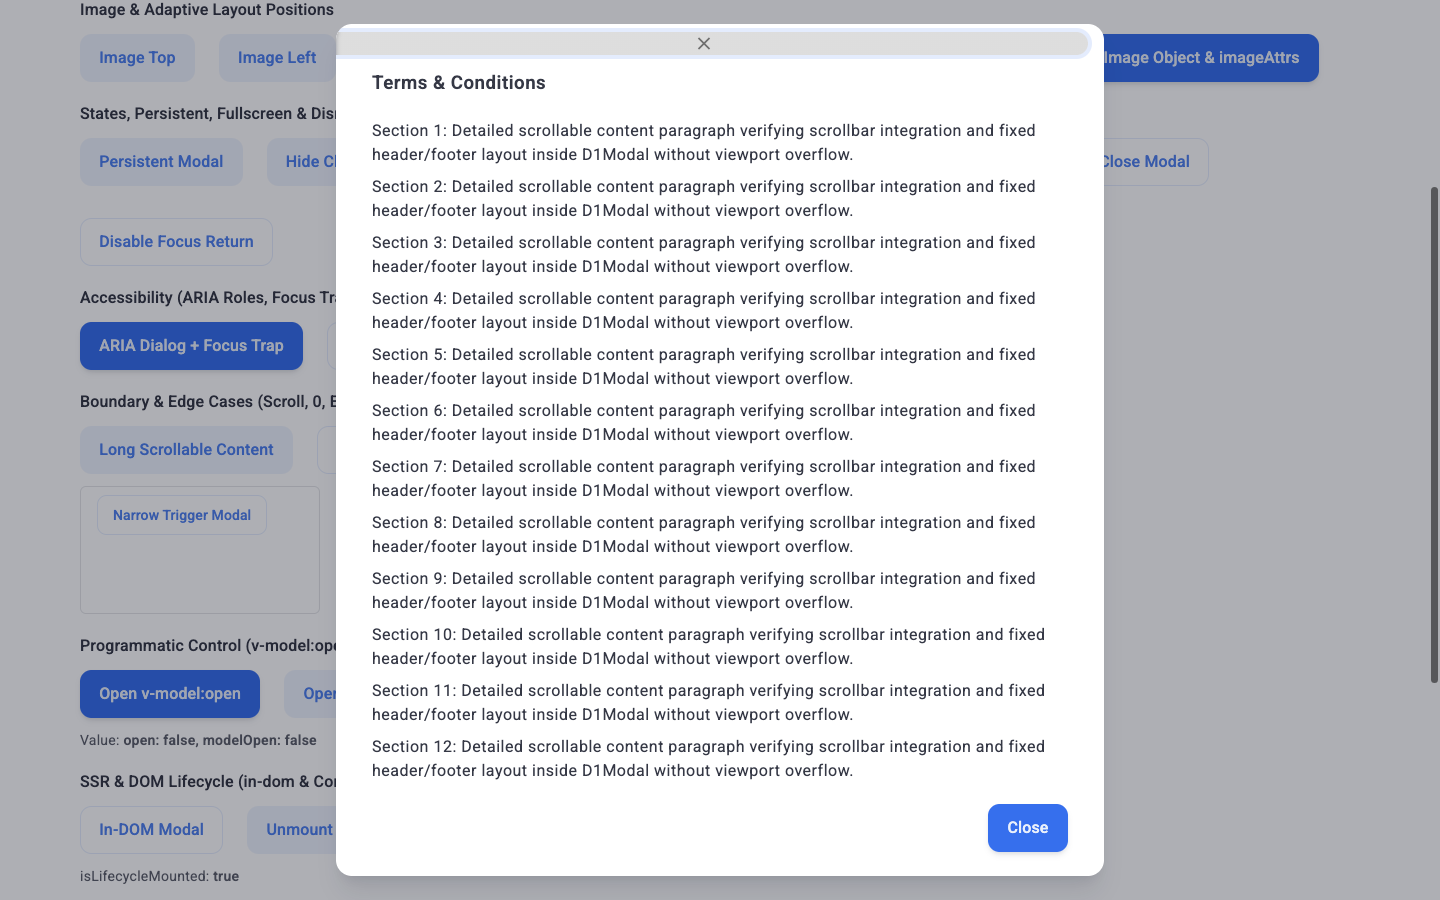 Image & Adaptive Layout Positions
Image Top
Image Left
Image Object & imageAttrs
States, Persistent, Fullscreen & Dis
Persistent Modal
Hide Cl
Close Modal
Disable Focus Return
Accessibility (ARIA Roles, Focus Tra
ARIA Dialog + Focus Trap
Boundary & Edge Cases (Scroll, 0, E
Long Scrollable Content
Narrow Trigger Modal
Programmatic Control (v-model:ope
Open v-model:open
Open
Value: open: false, modelOpen: false
SSR & DOM Lifecycle (in-dom & Con
In-DOM Modal
Unmount
isLifecycleMounted: true
Terms & Conditions
Section 1: Detailed scrollable content paragraph verifying scrollbar integration and fixed
header/footer layout inside D1Modal without viewport overflow.
Section 2: Detailed scrollable content paragraph verifying scrollbar integration and fixed
header/footer layout inside D1Modal without viewport overflow.
Section 3: Detailed scrollable content paragraph verifying scrollbar integration and fixed
header/footer layout inside D1Modal without viewport overflow.
Section 4: Detailed scrollable content paragraph verifying scrollbar integration and fixed
header/footer layout inside D1Modal without viewport overflow.
Section 5: Detailed scrollable content paragraph verifying scrollbar integration and fixed
header/footer layout inside D1Modal without viewport overflow.
Section 6: Detailed scrollable content paragraph verifying scrollbar integration and fixed
header/footer layout inside D1Modal without viewport overflow.
Section 7: Detailed scrollable content paragraph verifying scrollbar integration and fixed
header/footer layout inside D1Modal without viewport overflow.
Section 8: Detailed scrollable content paragraph verifying scrollbar integration and fixed
header/footer layout inside D1Modal without viewport overflow.
Section 9: Detailed scrollable content paragraph verifying scrollbar integration and fixed
header/footer layout inside D1Modal without viewport overflow.
Section 10: Detailed scrollable content paragraph verifying scrollbar integration and fixed
header/footer layout inside D1Modal without viewport overflow.
Section 11: Detailed scrollable content paragraph verifying scrollbar integration and fixed
header/footer layout inside D1Modal without viewport overflow.
Section 12: Detailed scrollable content paragraph verifying scrollbar integration and fixed
header/footer layout inside D1Modal without viewport overflow.
Close